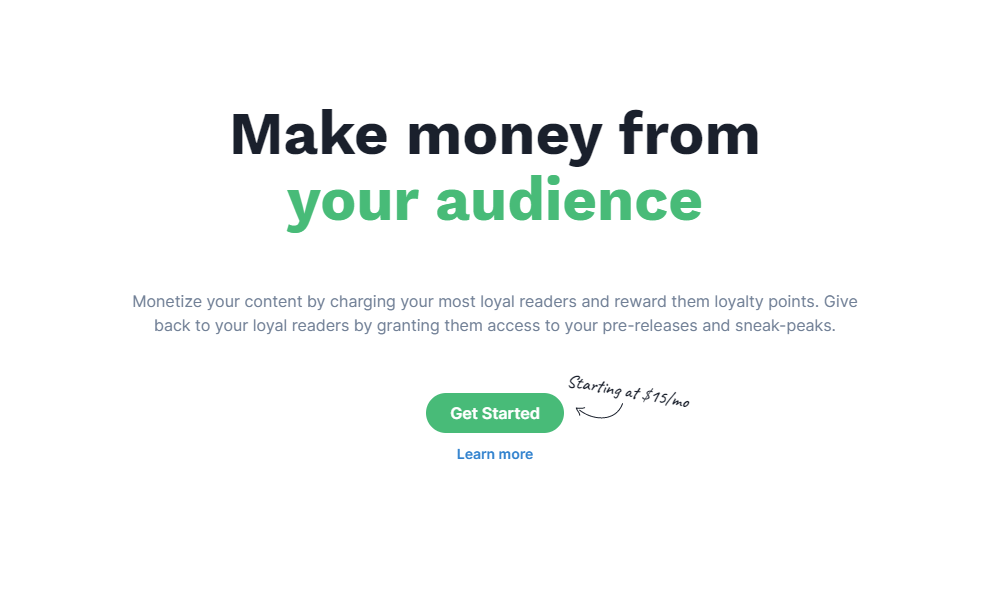 Make money from
your audience
Monetize your content by charging your most loyal readers and reward them loyalty points. Give
back to your loyal readers by granting them access to your pre-releases and sneak-peaks.
Starting at $15/mo
Get Started
Learn more